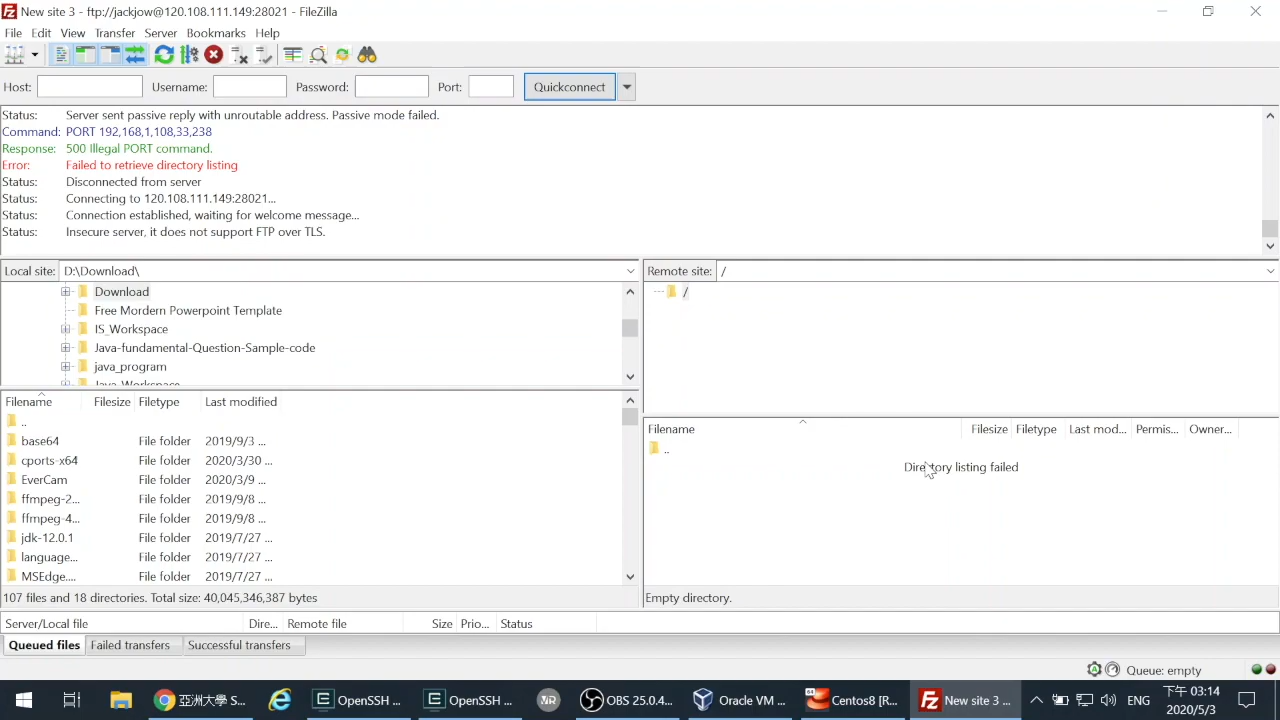 New site 3 - ftp://jackjow@120.108.111.149:28021 - FileZilla
File Edit View Transfer Server Bookmarks Help
Host: Username: Password: Port: Quickconnect
Status: Server sent passive reply with unroutable address. Passive mode failed.
Command: PORT 192,168,1,108,33,238
Response: 500 Illegal PORT command.
Error: Failed to retrieve directory listing
Status: Disconnected from server
Status: Connecting to 120.108.111.149:28021...
Status: Connection established, waiting for welcome message...
Status: Insecure server, it does not support FTP over TLS.
Local site: D:\Download\
Download
Free Mordern Powerpoint Template
IS_Workspace
Java-fundamental-Question-Sample-code
java_program
Java-Workspace
Filename Filesize Filetype Last modified
..
base64 File folder 2019/9/3 ...
cports-x64 File folder 2020/3/30 ...
EverCam File folder 2020/3/9 ...
ffmpeg-2... File folder 2019/9/8 ...
ffmpeg-4... File folder 2019/9/8 ...
jdk-12.0.1 File folder 2019/7/27 ...
language... File folder 2019/7/27 ...
MSEdge.... File folder 2019/7/27 ...
107 files and 18 directories. Total size: 40,045,346,387 bytes
Remote site: /
/
Filename Filesize Filetype Last mod... Permis... Owner...
..
Directory listing failed
Empty directory.
Server/Local file Dire... Remote file Size Prio... Status
Queued files Failed transfers Successful transfers
Queue: empty
亞洲大學 S... OpenSSH ... OpenSSH ... OBS 25.0.4... Oracle VM ... Centos8 [R... New site 3 ... ENG 下午 03:14
2020/5/3